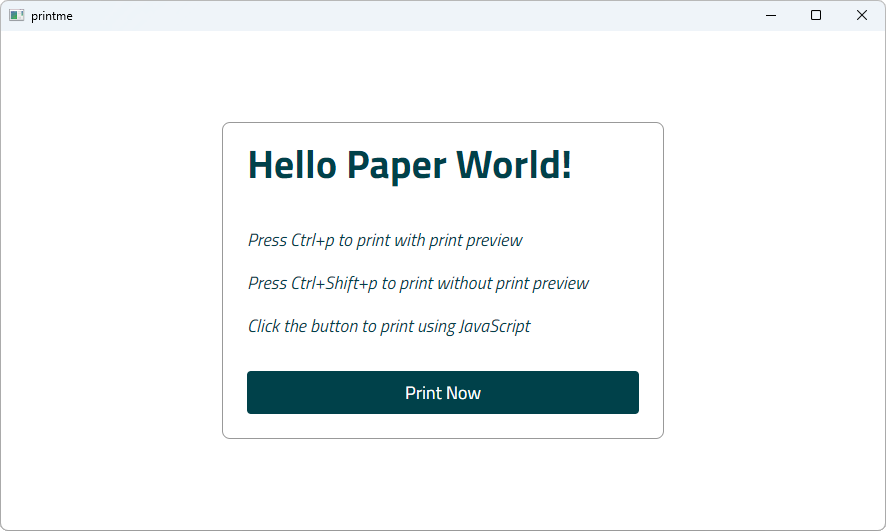 printme
Hello Paper World!
Press Ctrl+p to print with print preview
Press Ctrl+Shift+p to print without print preview
Click the button to print using JavaScript
Print Now